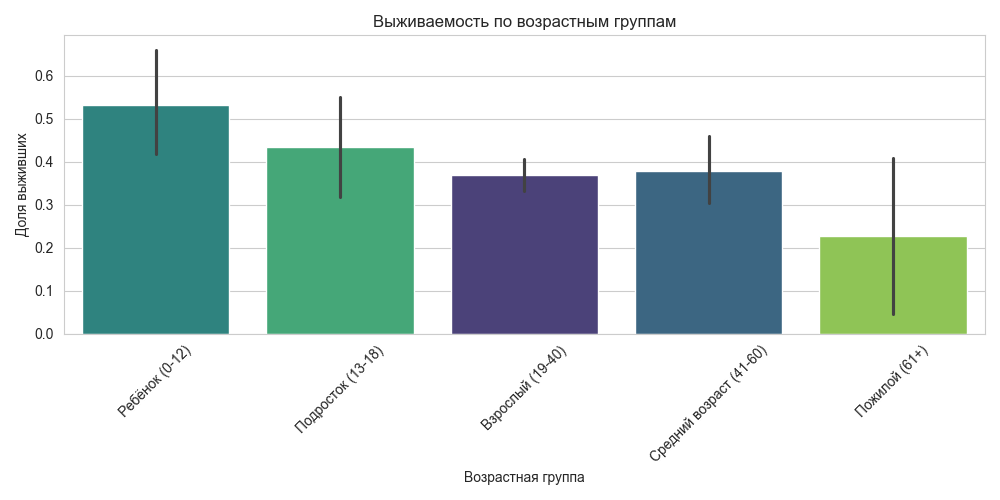 Выживаемость по возрастным группам
Доля выживших
0.6
0.5
0.4
0.3
0.2
0.1
0.0
Ребёнок (0-12)
Подросток (13-18)
Взрослый (19-40)
Средний возраст (41-60)
Пожилой (61+)
Возрастная группа